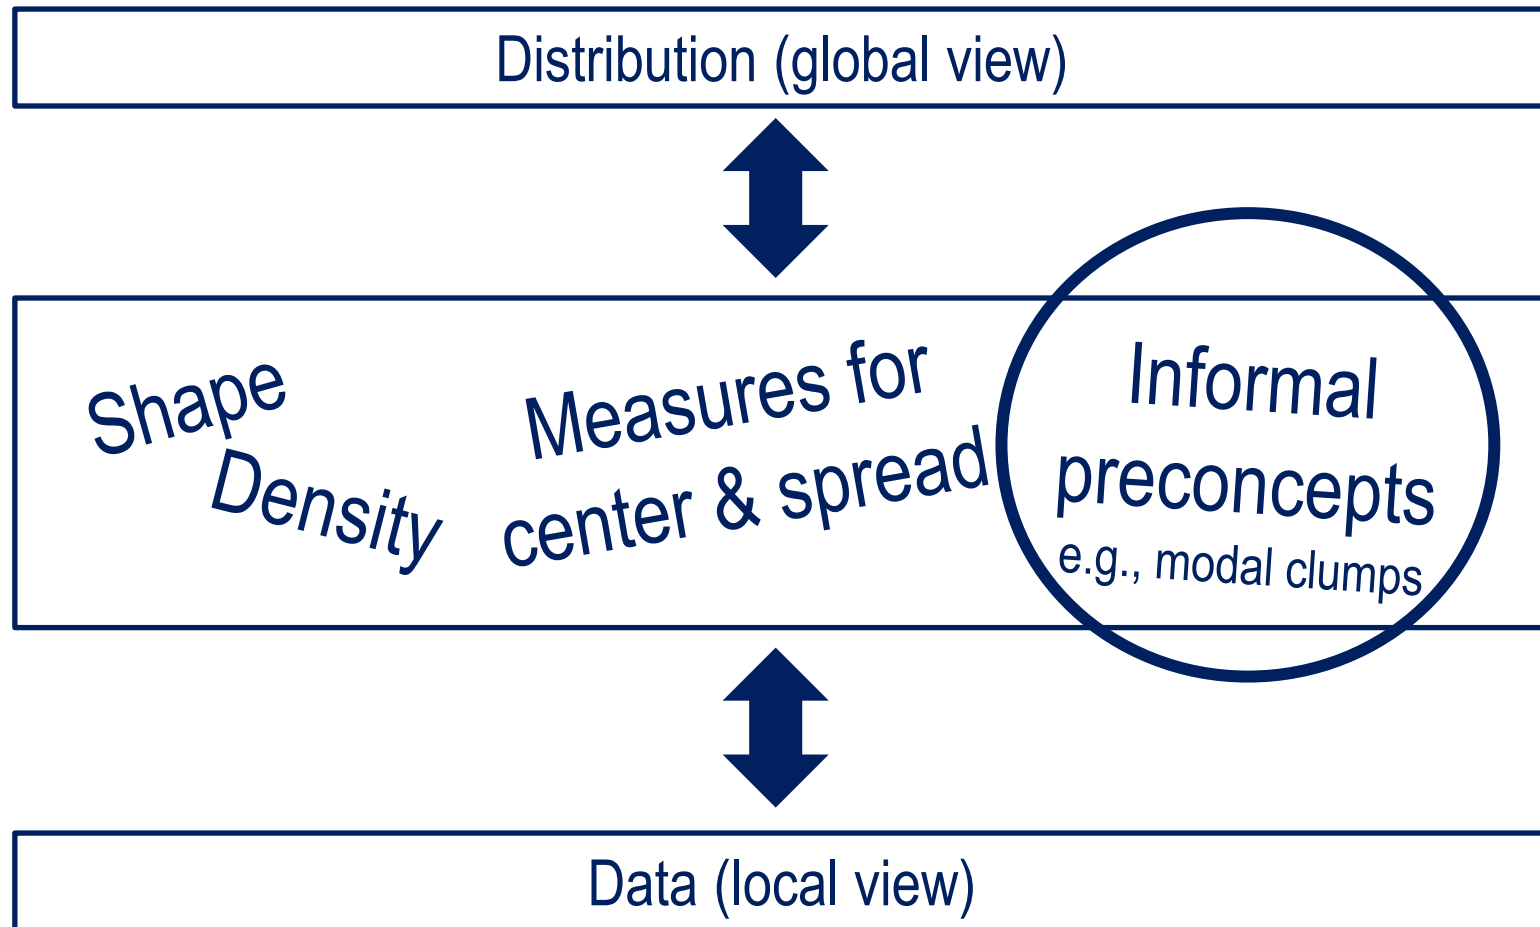 Distribution (global view)
Shape
Density
Measures for
center & spread
Informal
preconcepts
e.g., modal clumps
Data (local view)